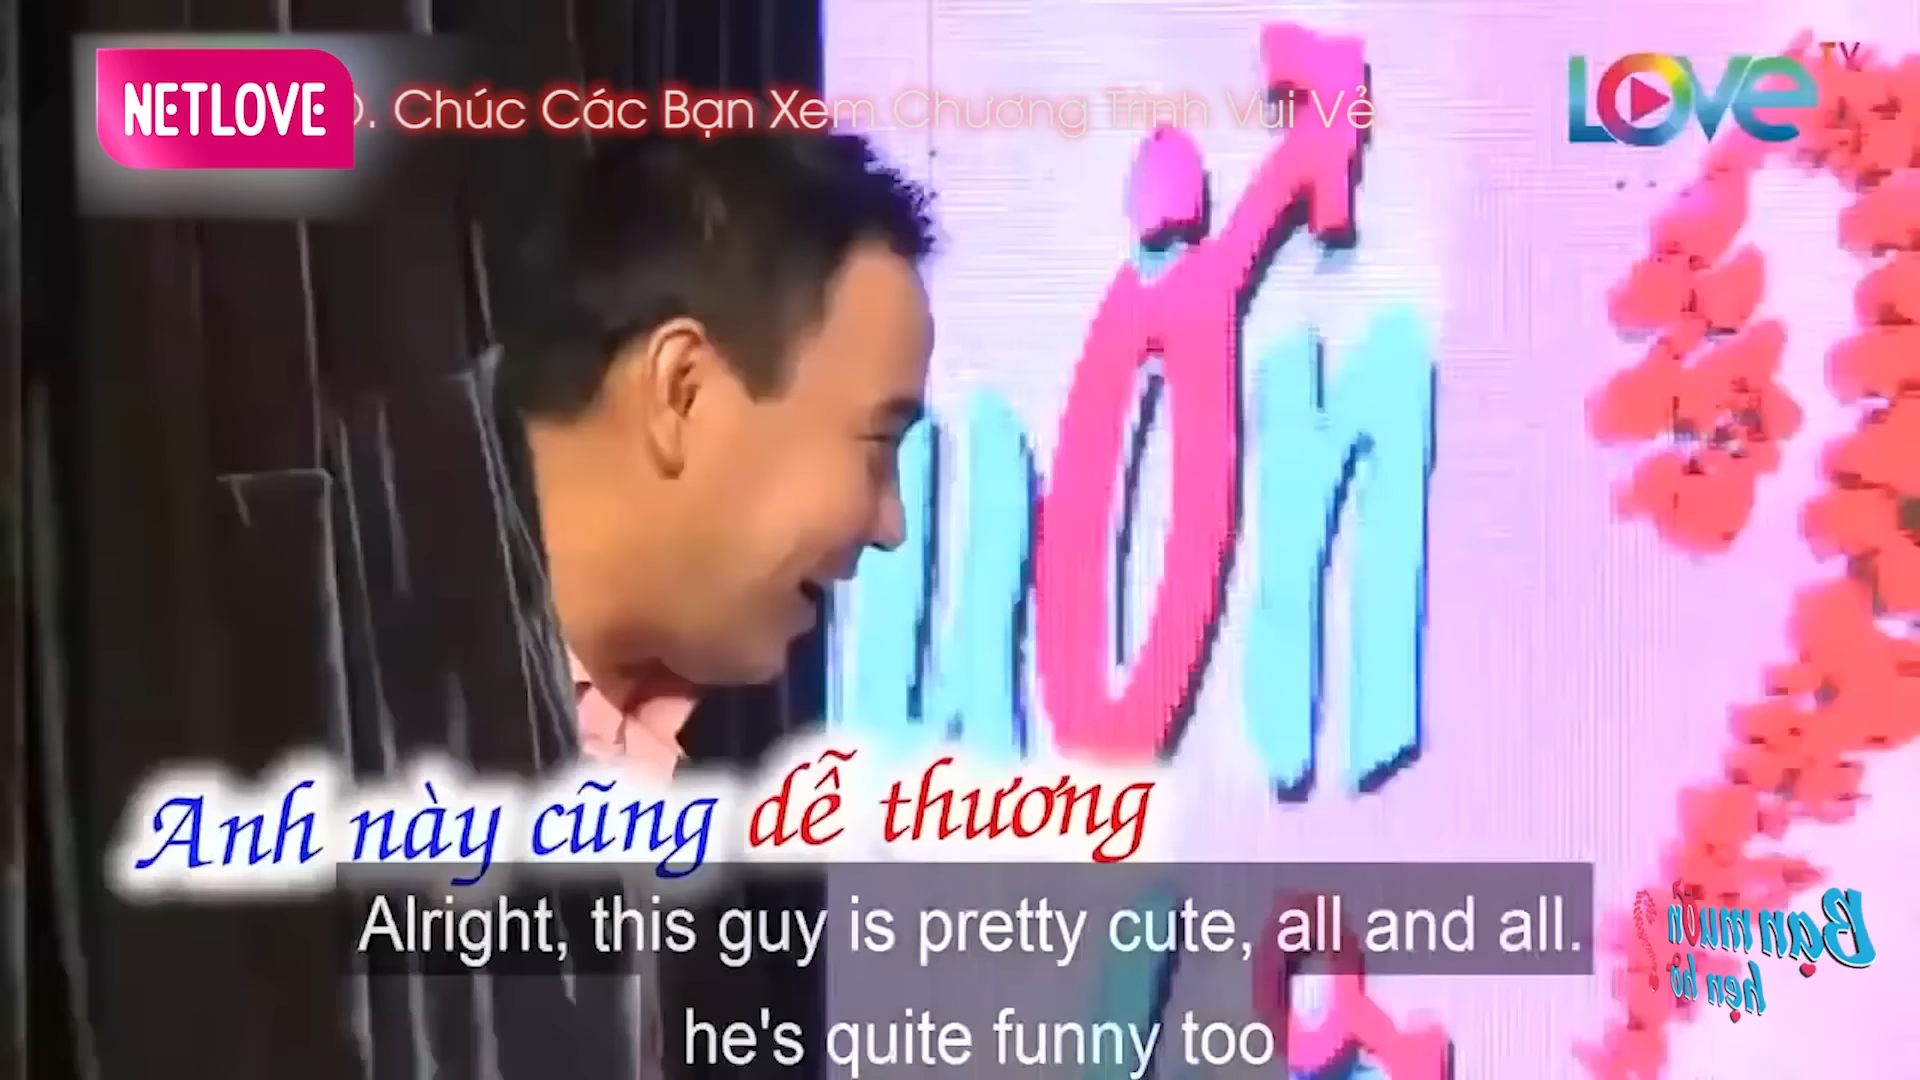 NETLOVE
O. Chúc Các Bạn Xem Chương Trình Vui Vẻ.
LOVE
TV
uốn
Anh này cũng dễ thương
Alright, this guy is pretty cute, all and all.
he's quite funny too
Bạn muốn
hẹn hò
?